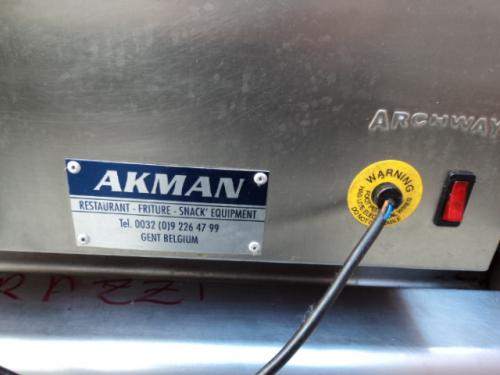 ARCHWAY
AKMAN
RESTAURANT - FRITURE - SNACK' EQUIPMENT
Tel. 0032 (0)9 226 47 99
GENT BELGIUM
WARNING